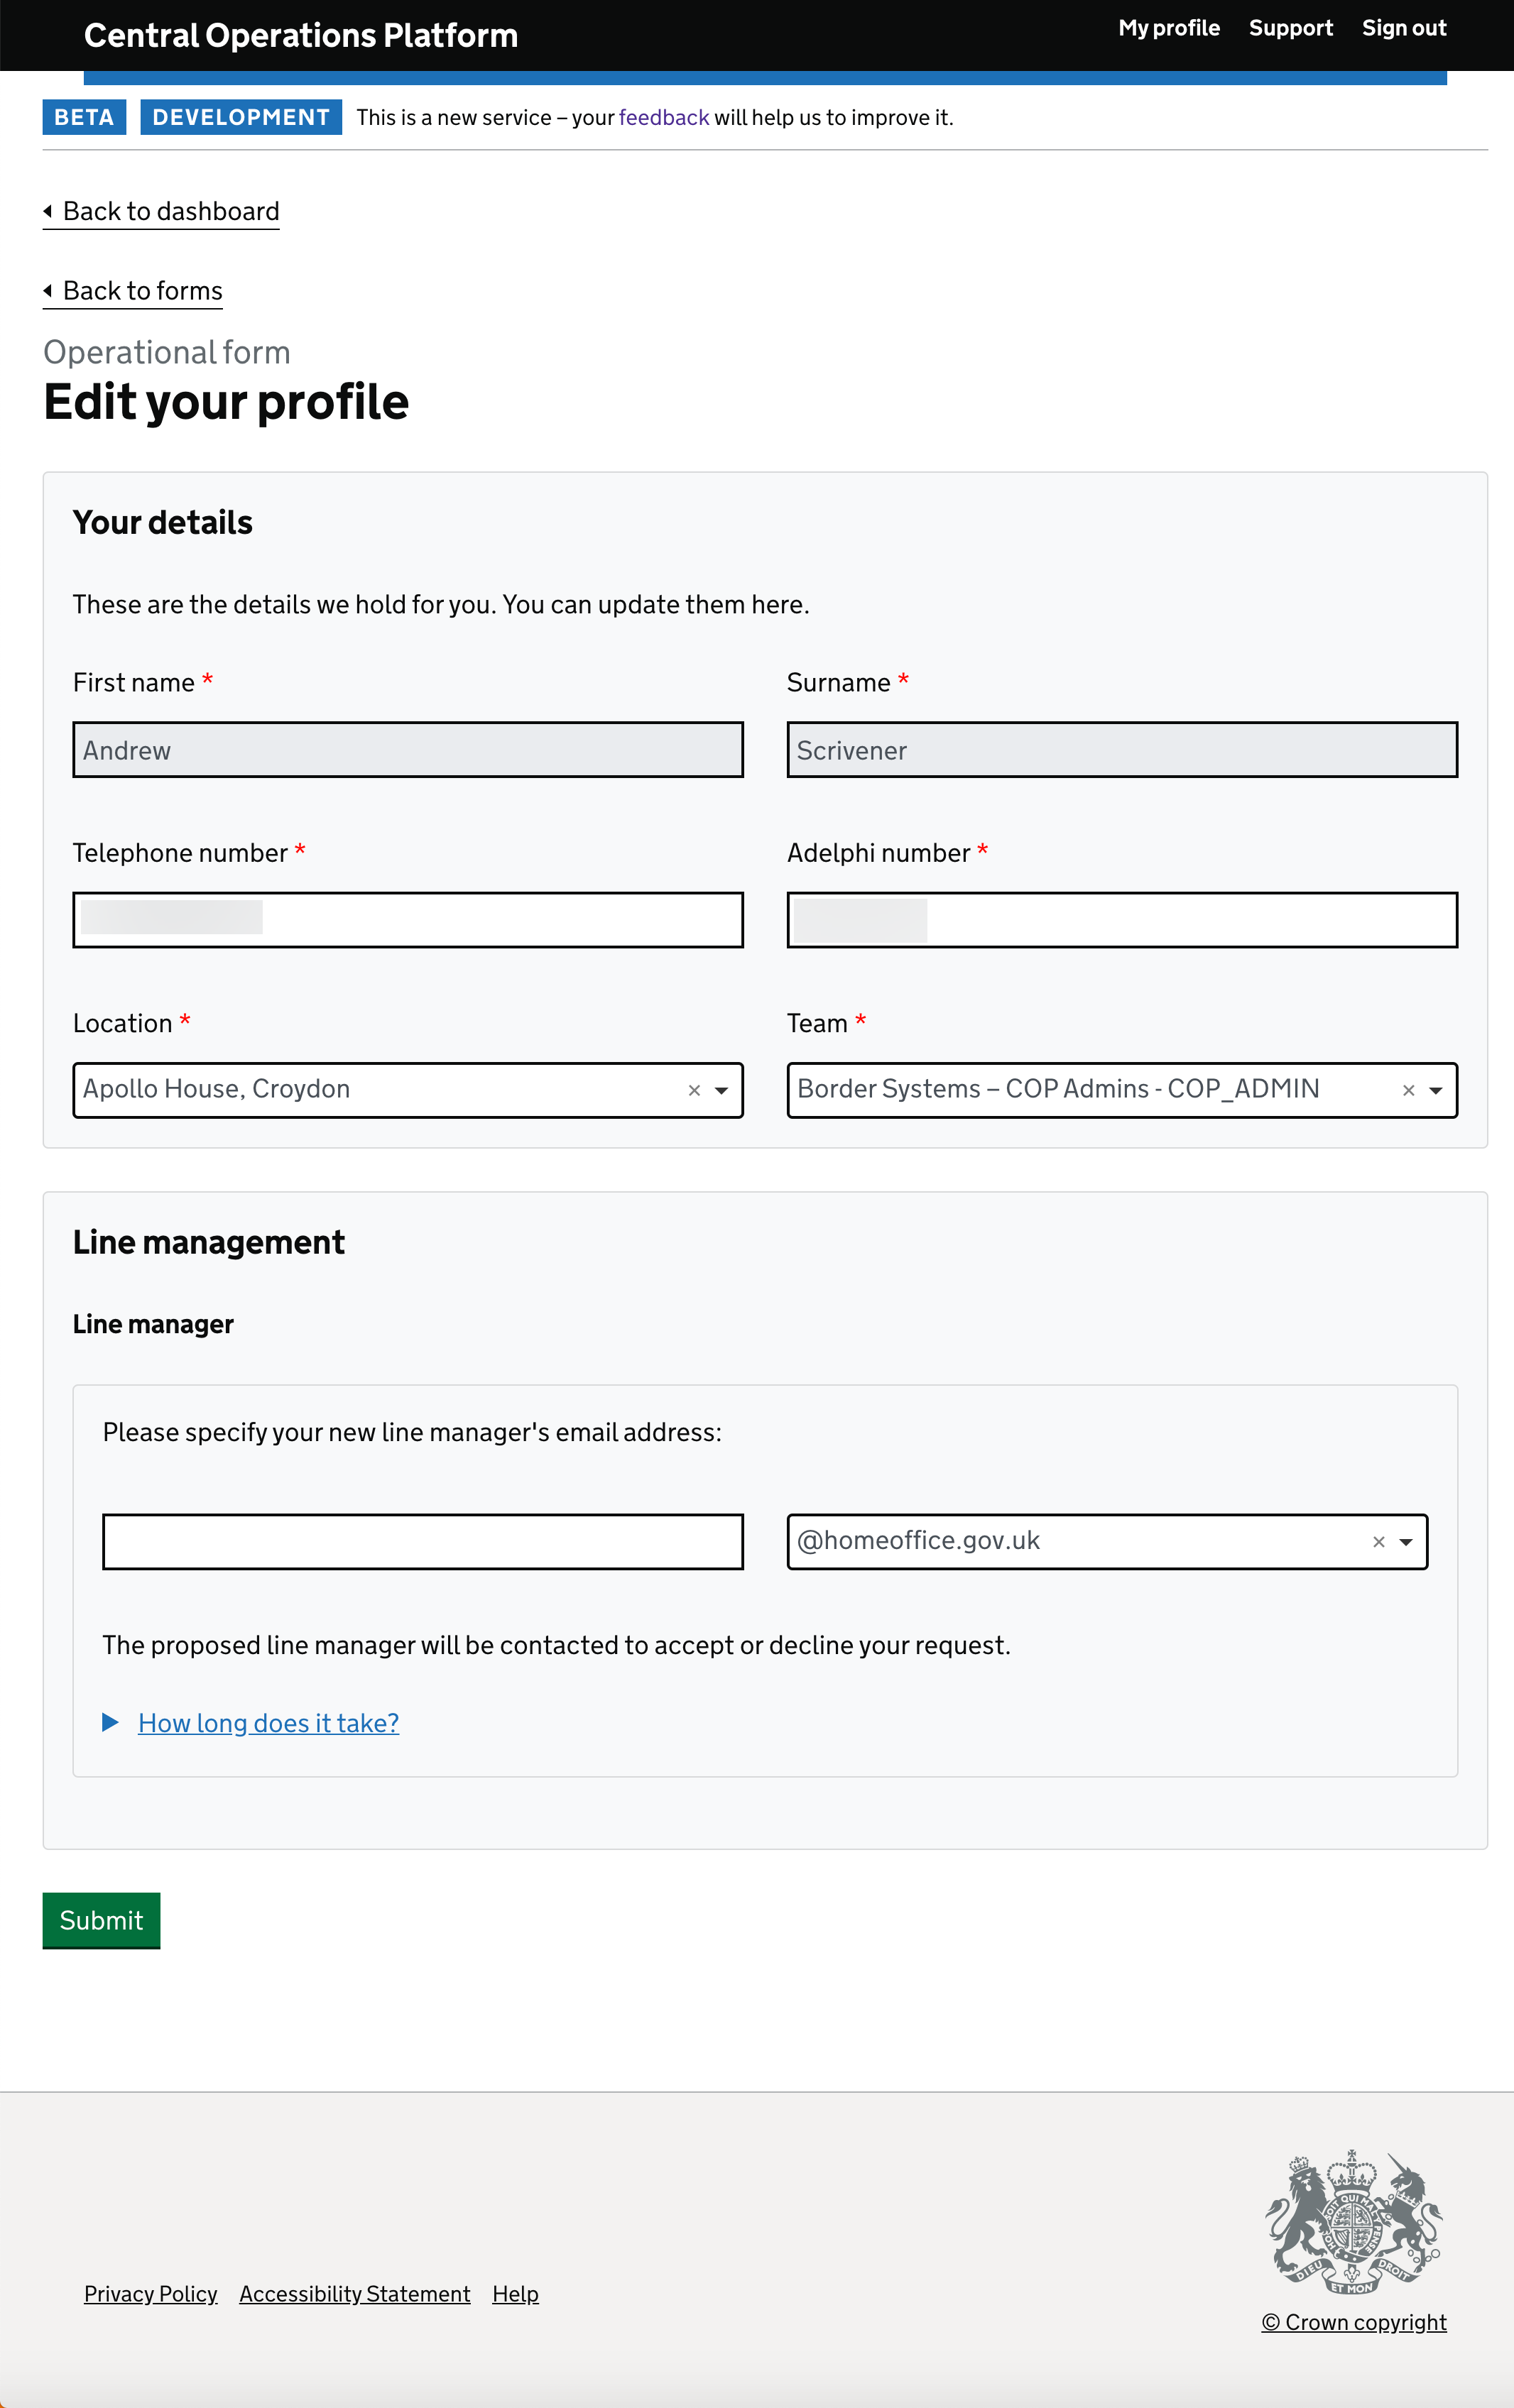 Central Operations Platform
My profile Support Sign out
BETA DEVELOPMENT This is a new service – your feedback will help us to improve it.
Back to dashboard
Back to forms
Operational form
Edit your profile
Your details
These are the details we hold for you. You can update them here.
First name * Surname *
Andrew Scrivener
Telephone number * Adelphi number *
Location * Team *
Apollo House, Croydon × Border Systems – COP Admins - COP_ADMIN ×
Line management
Line manager
Please specify your new line manager's email address:
@homeoffice.gov.uk ×
The proposed line manager will be contacted to accept or decline your request.
How long does it take?
Submit
DIEU ET MON DROIT
Privacy Policy Accessibility Statement Help
© Crown copyright